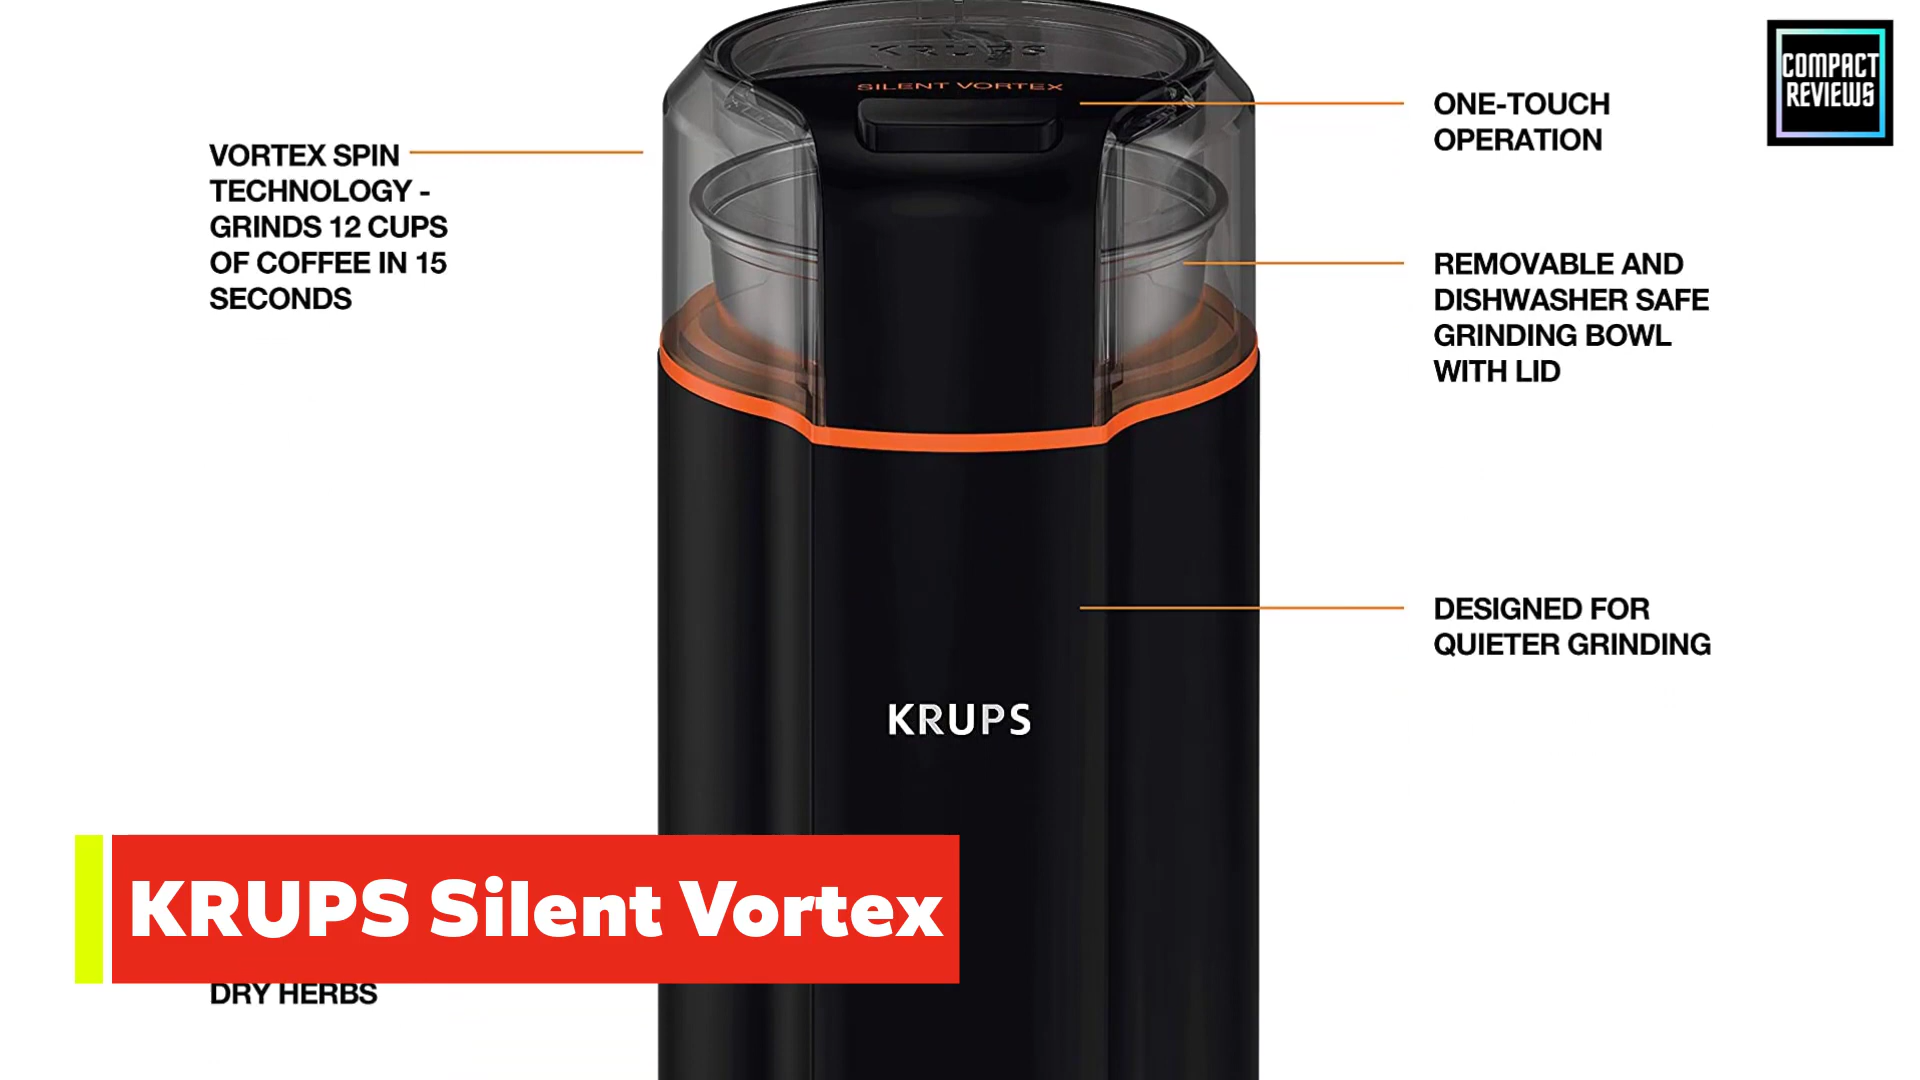 KRUPS
SILENT VORTEX
COMPACT
REVIEWS
ONE-TOUCH
OPERATION
VORTEX SPIN
TECHNOLOGY -
GRINDS 12 CUPS
OF COFFEE IN 15
SECONDS
REMOVABLE AND
DISHWASHER SAFE
GRINDING BOWL
WITH LID
DESIGNED FOR
QUIETER GRINDING
KRUPS
KRUPS Silent Vortex
DRY HERBS